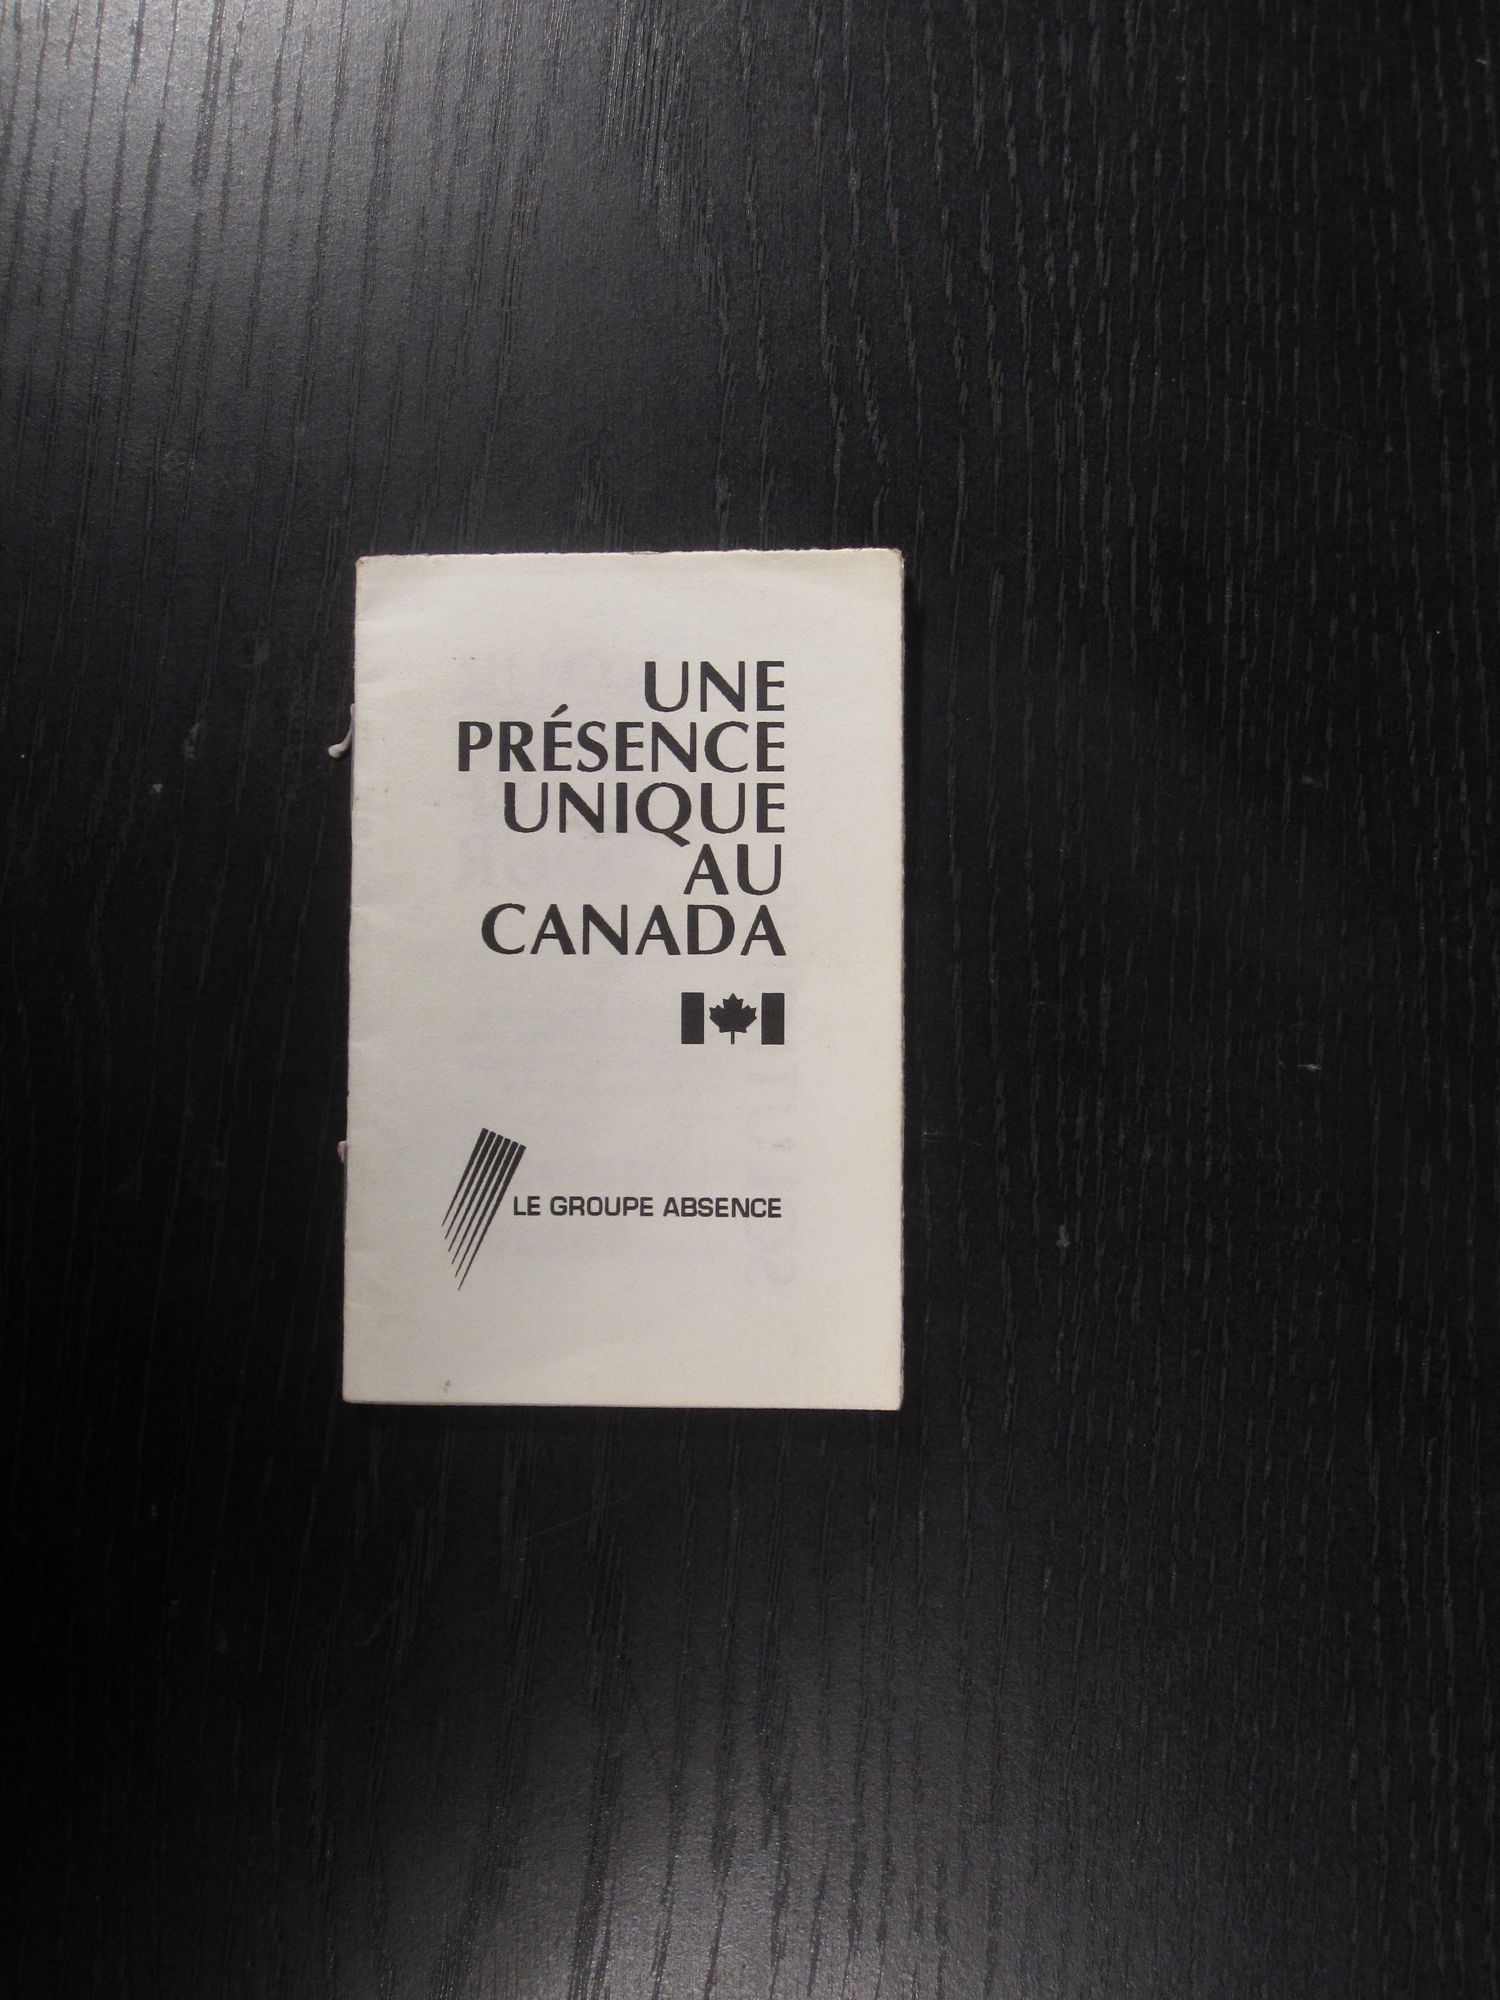 UNE
PRÉSENCE
UNIQUE
AU
CANADA
LE GROUPE ABSENCE